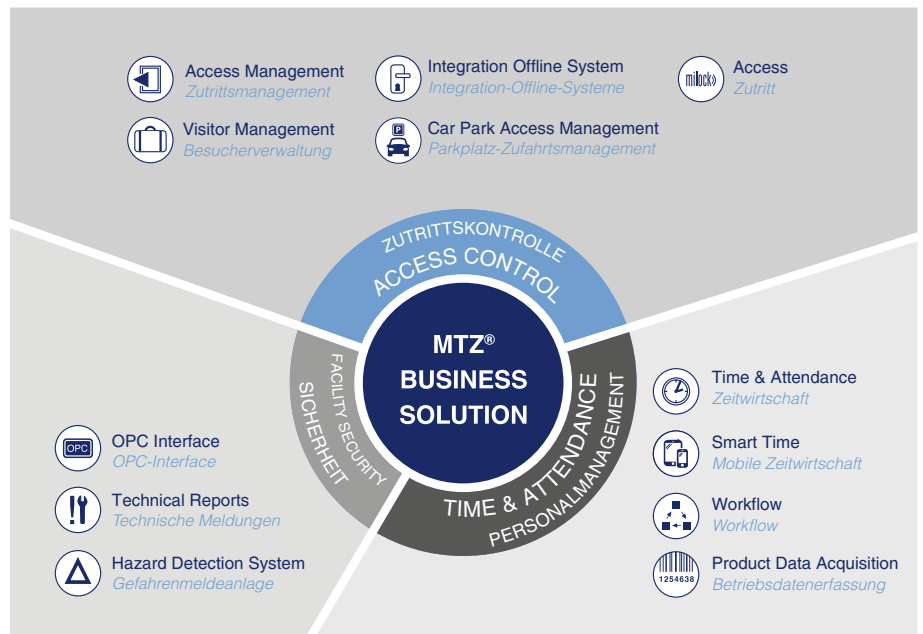 Access Management
Zutrittsmanagement
Integration Offline System
Integration-Offline-Systeme
milock
Access
Zutritt
Visitor Management
Besucherverwaltung
P
Car Park Access Management
Parkplatz-Zufahrtsmanagement
ZUTRITTSKONTROLLE
ACCESS CONTROL
MTZ®
BUSINESS
SOLUTION
FACILITY SECURITY
SICHERHEIT
TIME & ATTENDANCE
PERSONALMANAGEMENT
OPC
OPC Interface
OPC-Interface
Technical Reports
Technische Meldungen
Hazard Detection System
Gefahrenmeldeanlage
Time & Attendance
Zeitwirtschaft
Smart Time
Mobile Zeitwirtschaft
Workflow
Workflow
1254638
Product Data Acquisition
Betriebsdatenerfassung